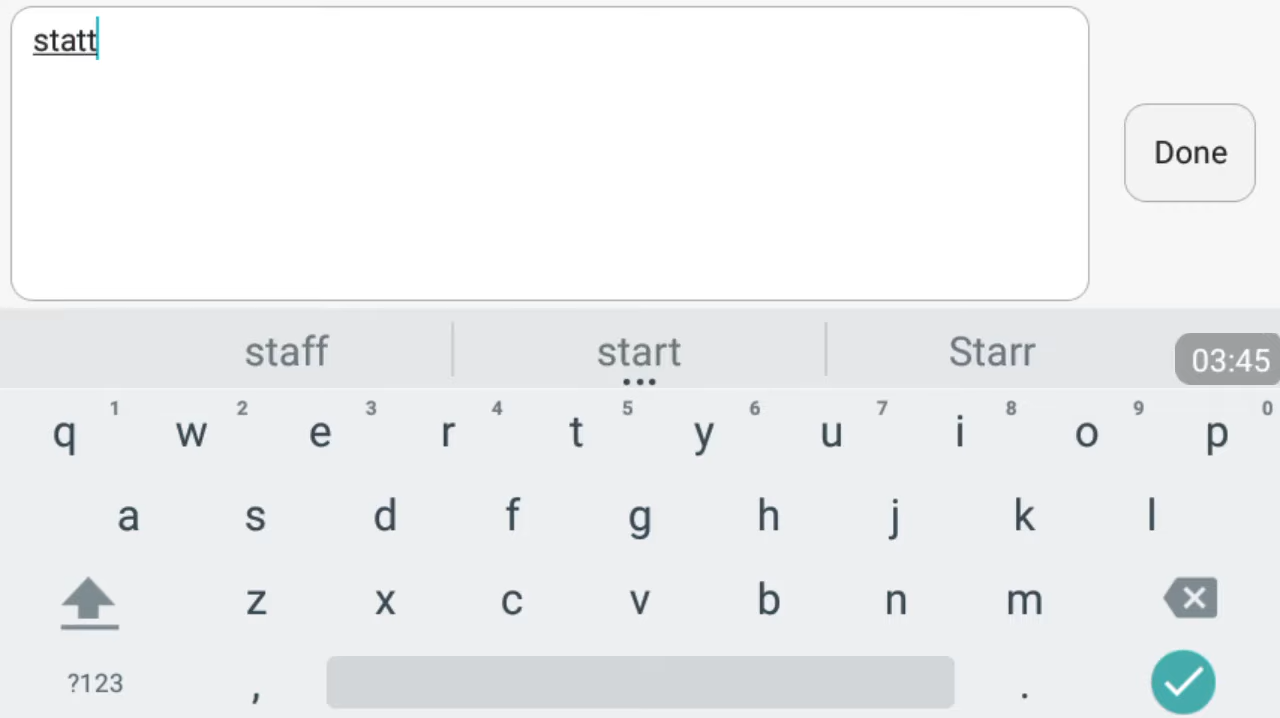 statt
Done
staff start Starr
03:45
1 2 3 4 5 6 7 8 9 0
q w e r t y u i o p
a s d f g h j k l
z x c v b n m
?123 , .